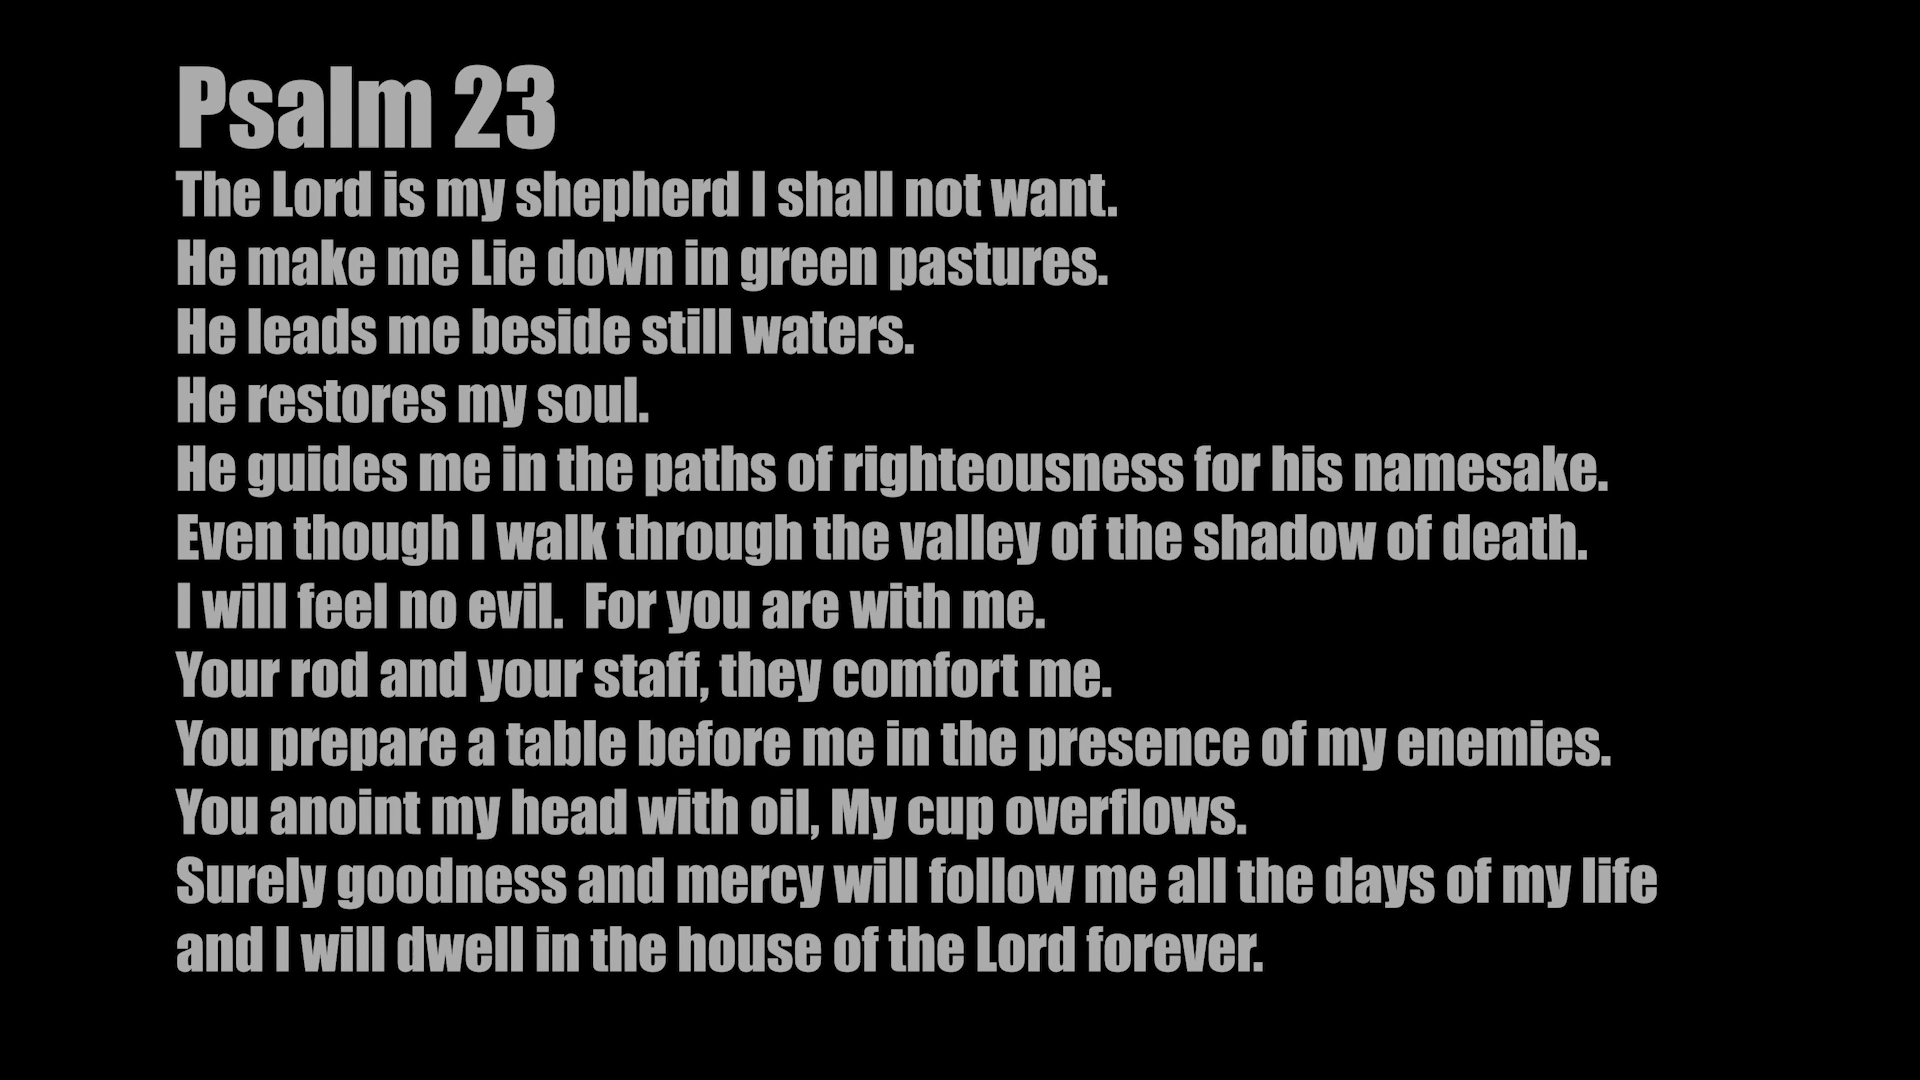 Psalm 23
The Lord is my shepherd I shall not want.
He make me Lie down in green pastures.
He leads me beside still waters.
He restores my soul.
He guides me in the paths of righteousness for his namesake.
Even though I walk through the valley of the shadow of death.
I will feel no evil.  For you are with me.
Your rod and your staff, they comfort me.
You prepare a table before me in the presence of my enemies.
You anoint my head with oil, My cup overflows.
Surely goodness and mercy will follow me all the days of my life
and I will dwell in the house of the Lord forever.